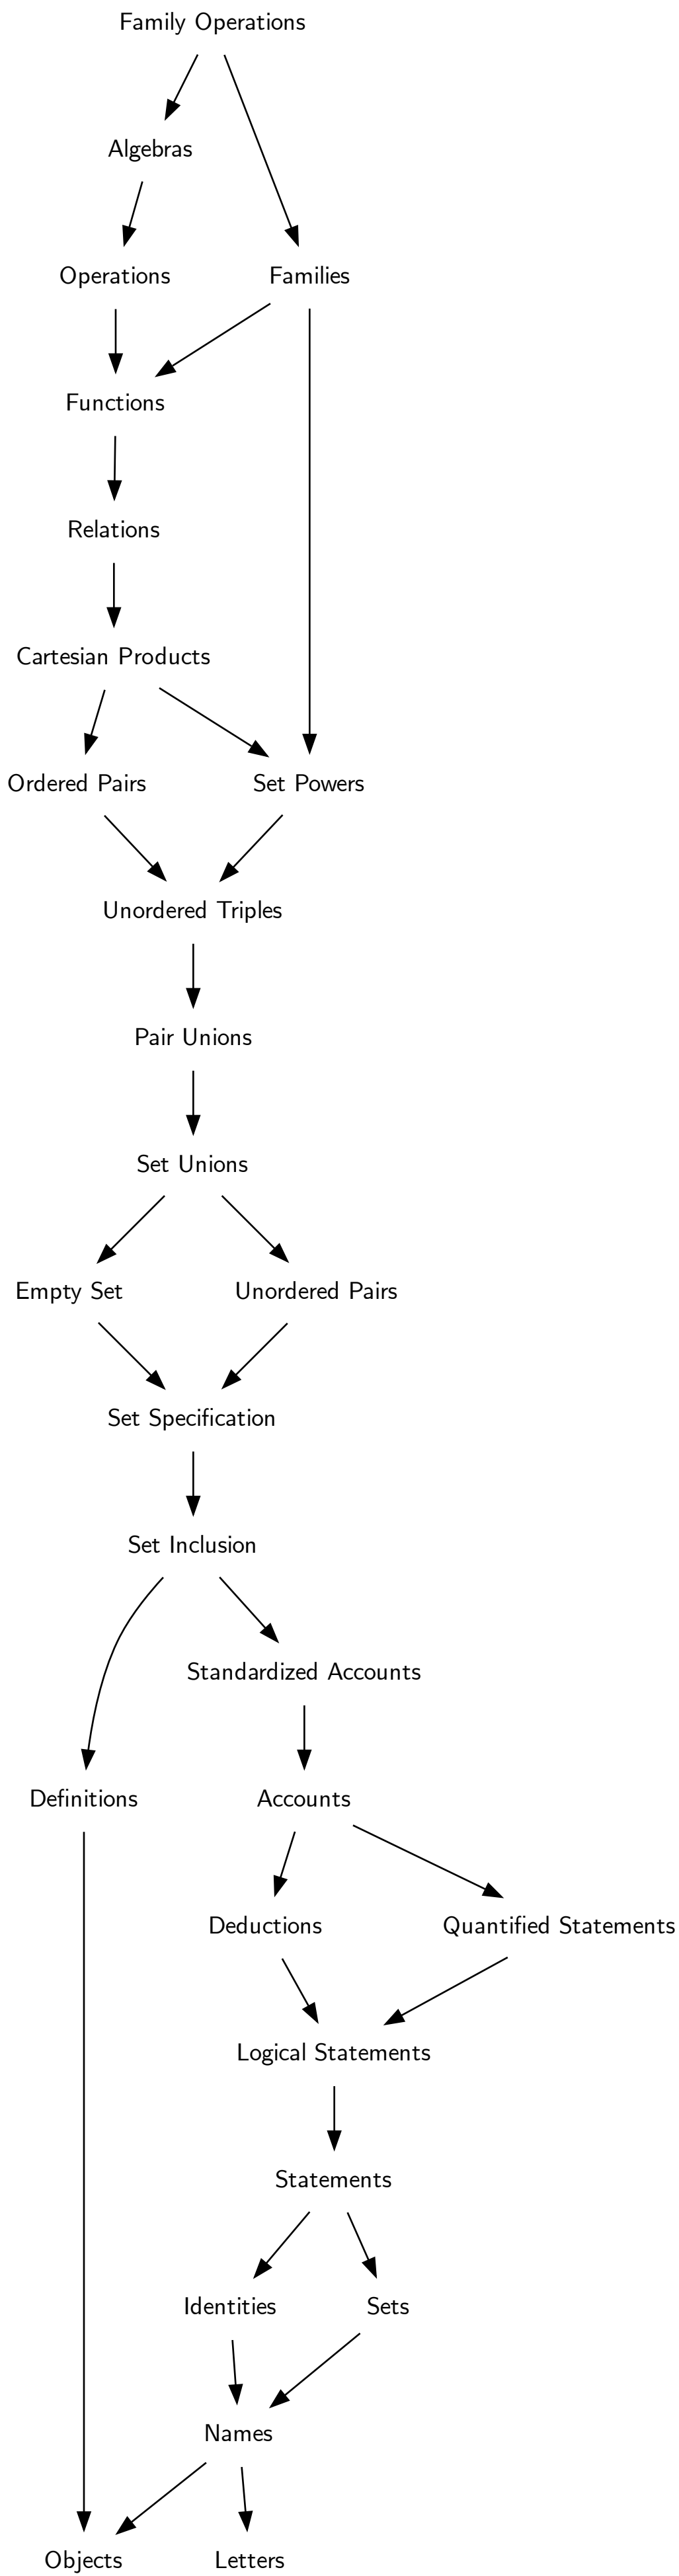 Family Operations
Algebras
Operations
Families
Functions
Relations
Cartesian Products
Ordered Pairs
Set Powers
Unordered Triples
Pair Unions
Set Unions
Empty Set
Unordered Pairs
Set Specification
Set Inclusion
Standardized Accounts
Definitions
Accounts
Deductions
Quantified Statements
Logical Statements
Statements
Identities
Sets
Names
Objects
Letters